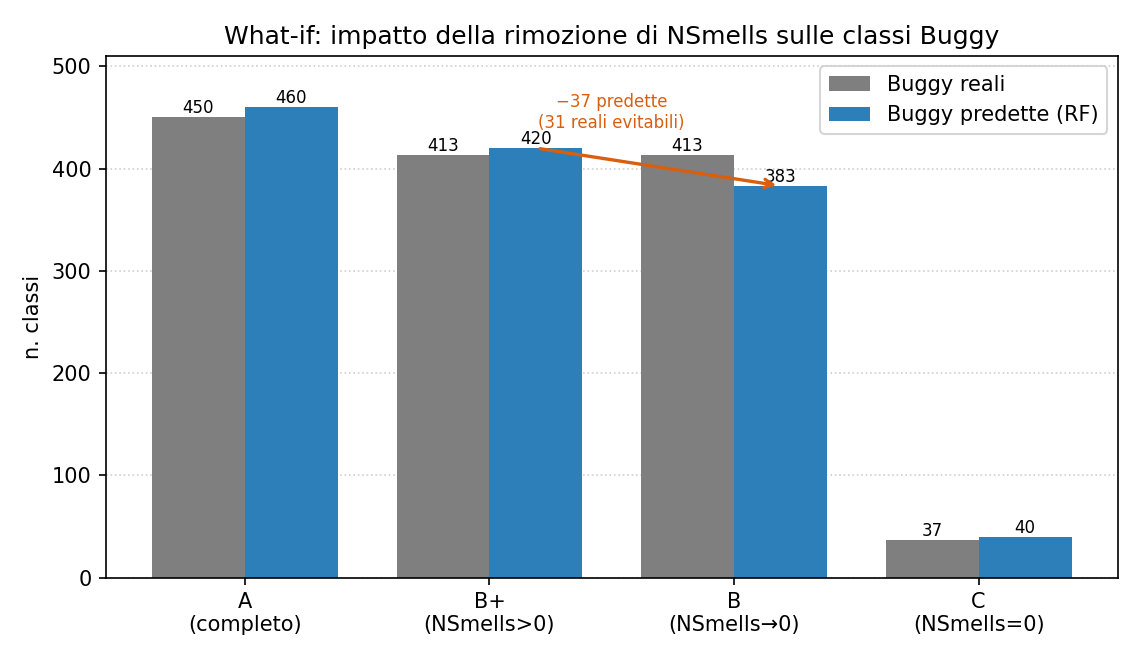 What-if: impatto della rimozione di NSmells sulle classi Buggy
Buggy reali
Buggy predette (RF)
−37 predette
(31 reali evitabili)
n. classi
500
400
300
200
100
0
450
460
413
420
413
383
37
40
A
(completo)
B+
(NSmells>0)
B
(NSmells→0)
C
(NSmells=0)